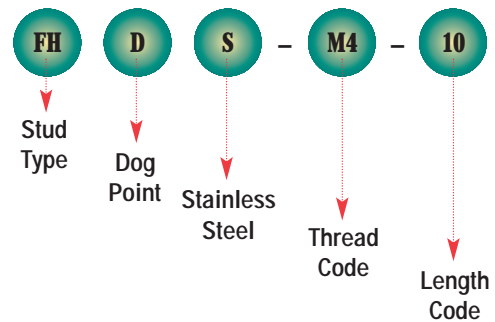 FH D S – M4 – 10
Stud
Type
Dog
Point
Stainless
Steel
Thread
Code
Length
Code